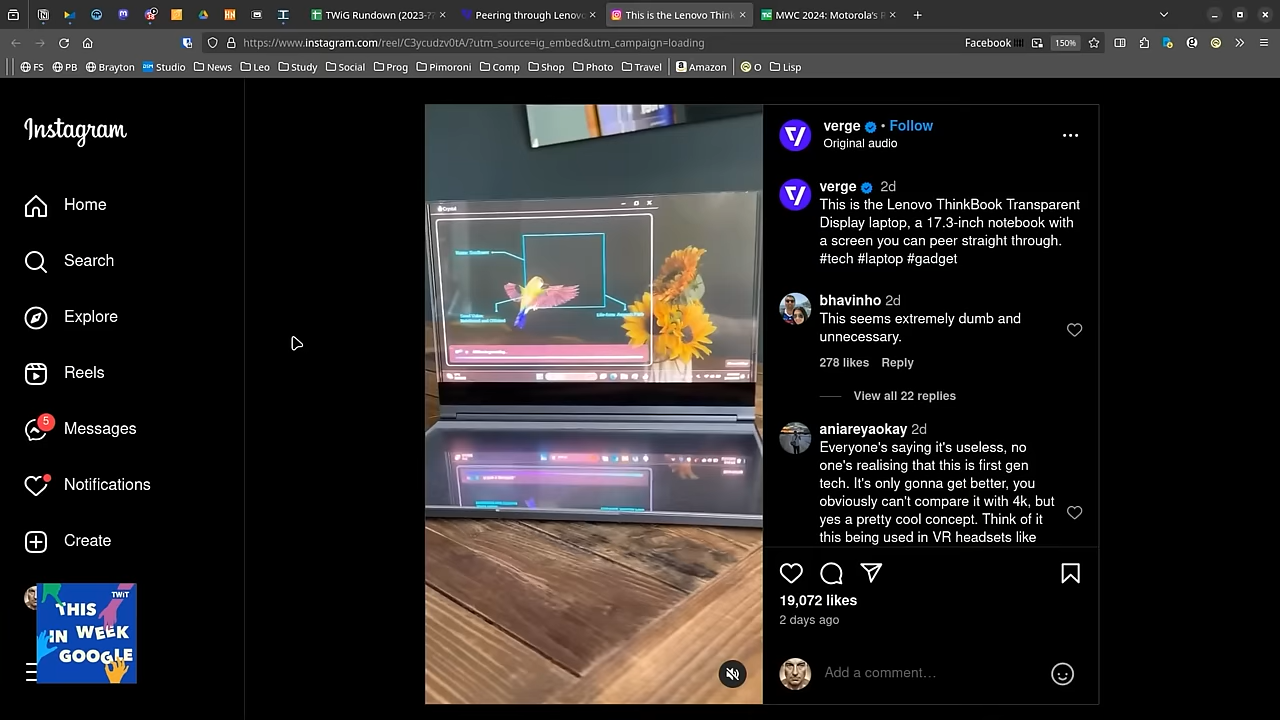 TWiG Rundown (2023-??
Peering through Lenovo
This is the Lenovo Think
MWC 2024: Motorola's R
https://www.instagram.com/reel/C3ycudzv0tA/?utm_source=ig_embed&utm_campaign=loading
Facebook
150%
FS
PB
Brayton
Studio
News
Leo
Study
Social
Prog
Pimoroni
Comp
Shop
Photo
Travel
Amazon
O
Lisp
Instagram
Home
Search
Explore
Reels
5
Messages
Notifications
Create
TWiT
THIS
IN WEEK
GOOGLE
Crystal
verge • Follow
Original audio
verge 2d
This is the Lenovo ThinkBook Transparent
Display laptop, a 17.3-inch notebook with
a screen you can peer straight through.
#tech #laptop #gadget
bhavinho 2d
This seems extremely dumb and
unnecessary.
278 likes Reply
View all 22 replies
aniareyaokay 2d
Everyone's saying it's useless, no
one's realising that this is first gen
tech. It's only gonna get better, you
obviously can't compare it with 4k, but
yes a pretty cool concept. Think of it
this being used in VR headsets like
19,072 likes
2 days ago
Add a comment…